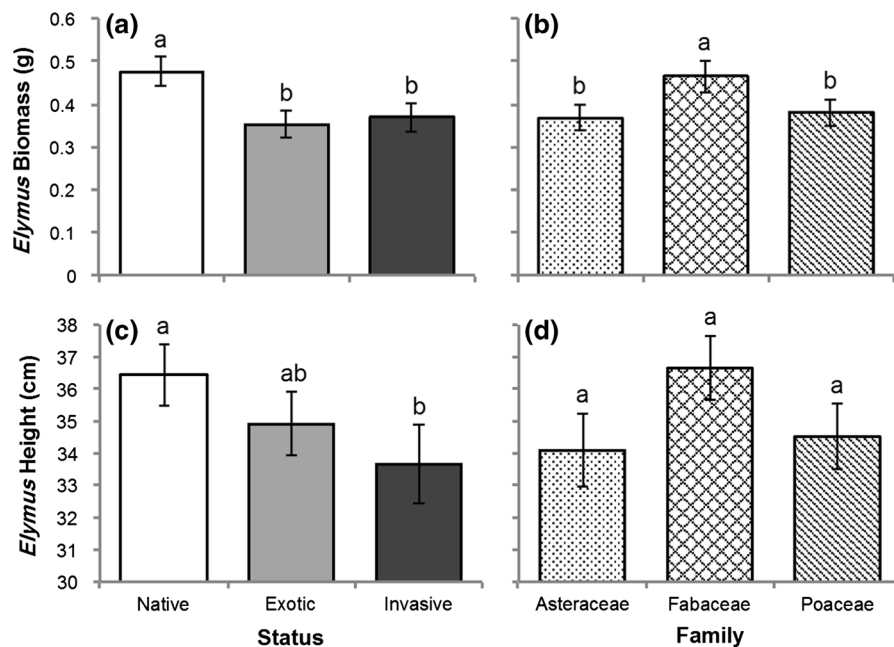 (a)
(b)
Elymus Biomass (g)
0.6
0.5
0.4
0.3
0.2
0.1
0
a
b
b
b
a
b
(c)
(d)
Elymus Height (cm)
38
37
36
35
34
33
32
31
30
a
ab
b
a
a
a
Native Exotic Invasive
Status
Asteraceae Fabaceae Poaceae
Family